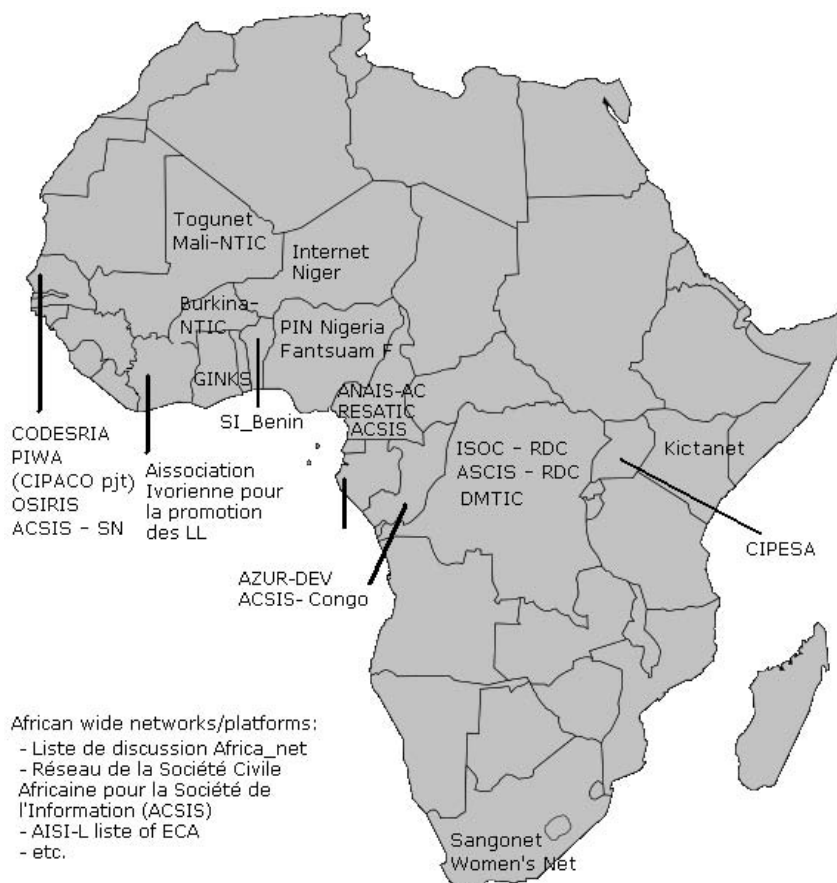 Togunet
Mali-NTIC
Internet
Niger
Burkina-
NTIC
PIN Nigeria
Fantsuam F
GINKS
SI_Benin
ANAIS-AC
RESATIC
ACSIS
CODESRIA
PIWA
(CIPACO pjt)
OSIRIS
ACSIS - SN
Aissociation
Ivorienne pour
la promotion
des LL
ISOC - RDC
ASCIS - RDC
DMTIC
Kictanet
CIPESA
AZUR-DEV
ACSIS- Congo
African wide networks/platforms:
- Liste de discussion Africa_net
- Réseau de la Société Civile
Africaine pour la Société de
l'Information (ACSIS)
- AISI-L liste of ECA
- etc.
Sangonet
Women's Net